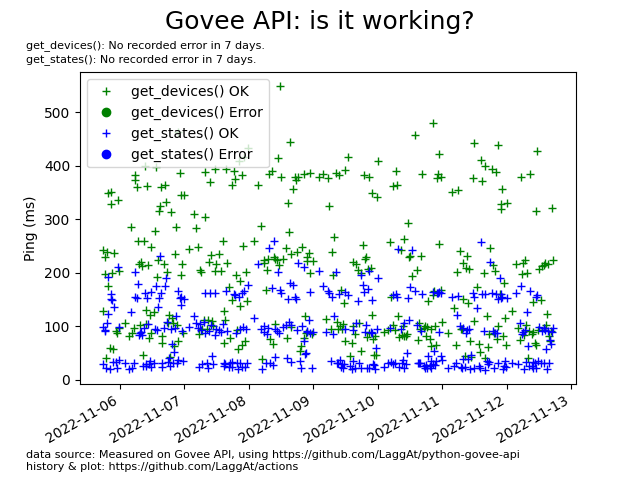 Govee API: is it working?
get_devices(): No recorded error in 7 days.
get_states(): No recorded error in 7 days.
get_devices() OK
get_devices() Error
get_states() OK
get_states() Error
500
400
300
200
100
0
Ping (ms)
2022-11-06
2022-11-07
2022-11-08
2022-11-09
2022-11-10
2022-11-11
2022-11-12
2022-11-13
data source: Measured on Govee API, using https://github.com/LaggAt/python-govee-api
history & plot: https://github.com/LaggAt/actions